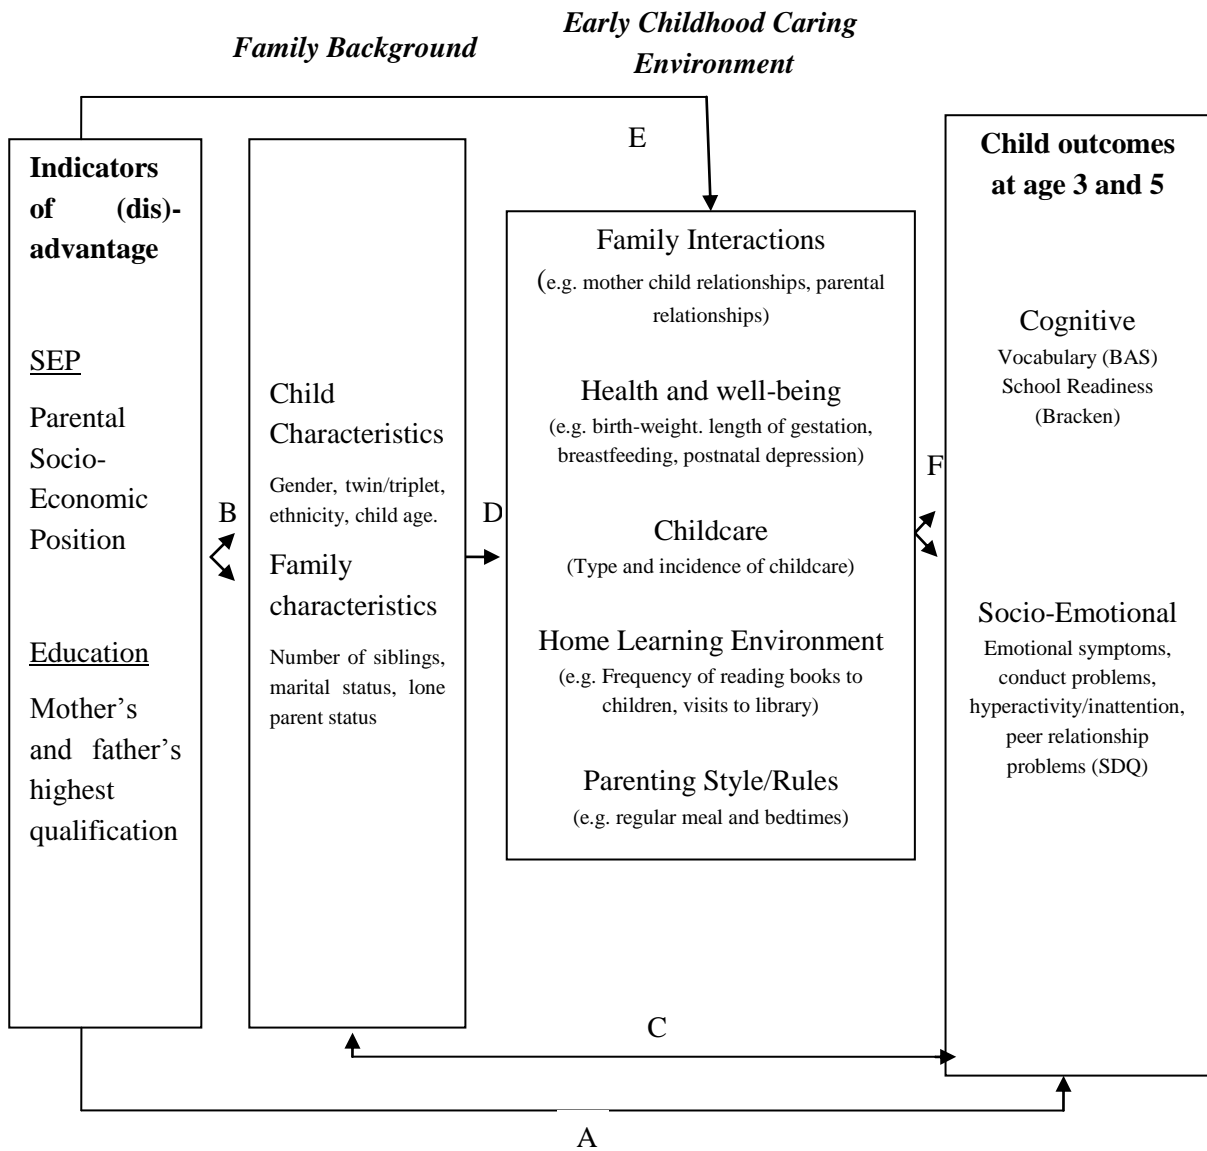 Family Background
Early Childhood Caring
Environment
E
Indicators
of (dis)-
advantage
SEP
Parental
Socio-
Economic
Position
Education
Mother's
and father's
highest
qualification
B
Child
Characteristics
Gender, twin/triplet,
ethnicity, child age.
Family
characteristics
Number of siblings,
marital status, lone
parent status
D
Family Interactions
(e.g. mother child relationships, parental
relationships)
Health and well-being
(e.g. birth-weight. length of gestation,
breastfeeding, postnatal depression)
Childcare
(Type and incidence of childcare)
Home Learning Environment
(e.g. Frequency of reading books to
children, visits to library)
Parenting Style/Rules
(e.g. regular meal and bedtimes)
F
Child outcomes
at age 3 and 5
Cognitive
Vocabulary (BAS)
School Readiness
(Bracken)
Socio-Emotional
Emotional symptoms,
conduct problems,
hyperactivity/inattention,
peer relationship
problems (SDQ)
C
A